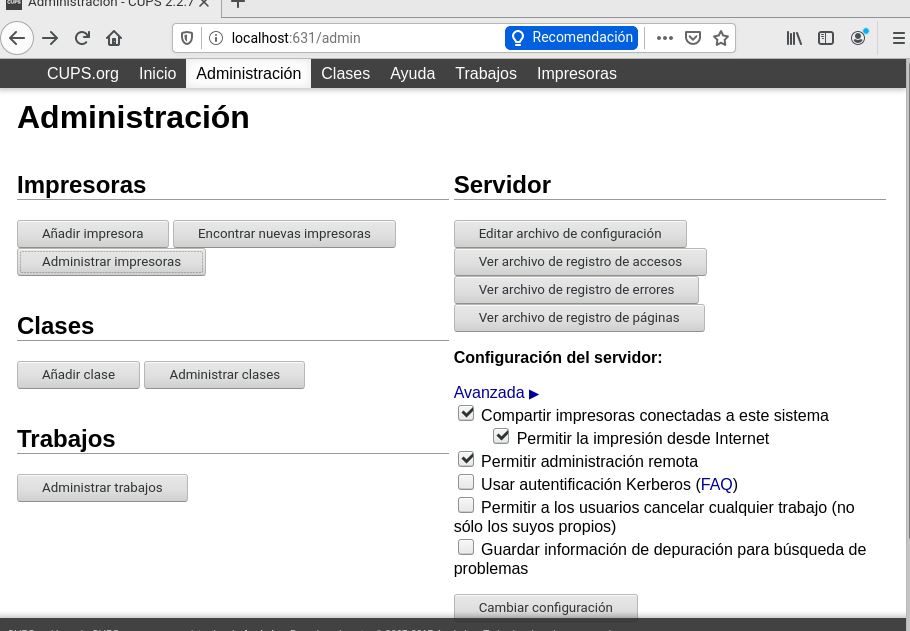 Administración - CUPS 2.2.7
localhost:631/admin
Recomendación
CUPS.org Inicio Administración Clases Ayuda Trabajos Impresoras
Administración
Impresoras
Añadir impresora Encontrar nuevas impresoras
Administrar impresoras
Clases
Añadir clase Administrar clases
Trabajos
Administrar trabajos
Servidor
Editar archivo de configuración
Ver archivo de registro de accesos
Ver archivo de registro de errores
Ver archivo de registro de páginas
Configuración del servidor:
Avanzada ▶
Compartir impresoras conectadas a este sistema
Permitir la impresión desde Internet
Permitir administración remota
Usar autentificación Kerberos (FAQ)
Permitir a los usuarios cancelar cualquier trabajo (no
sólo los suyos propios)
Guardar información de depuración para búsqueda de
problemas
Cambiar configuración